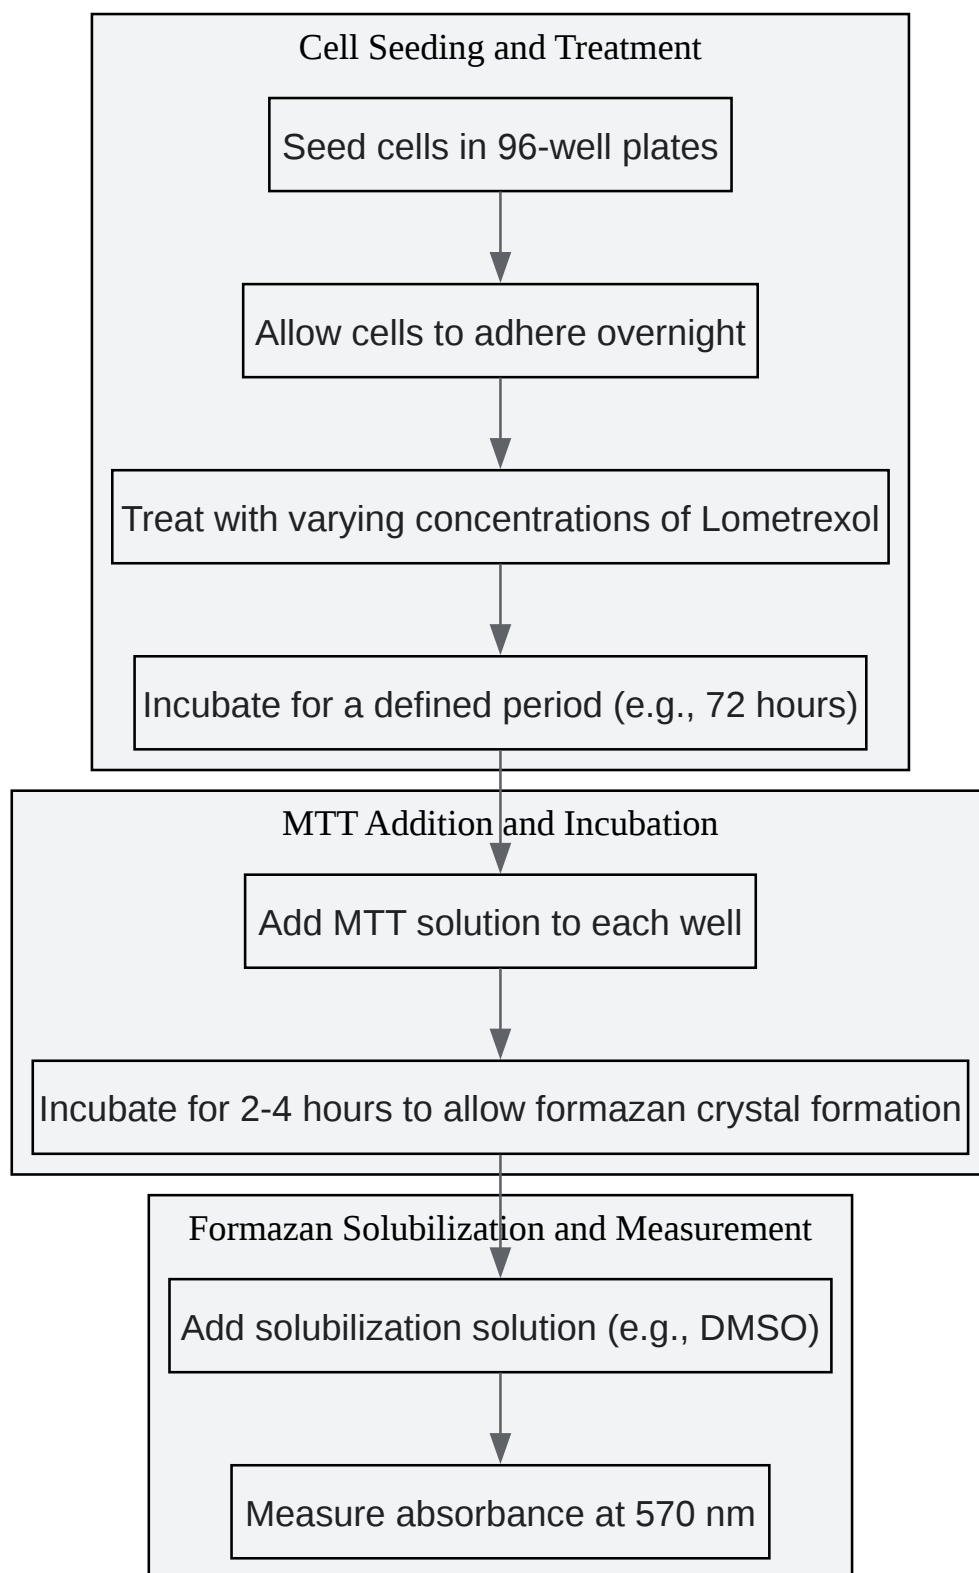 Cell Seeding and Treatment
Seed cells in 96-well plates
Allow cells to adhere overnight
Treat with varying concentrations of Lometrexol
Incubate for a defined period (e.g., 72 hours)
MTT Addition and Incubation
Add MTT solution to each well
Incubate for 2-4 hours to allow formazan crystal formation
Formazan Solubilization and Measurement
Add solubilization solution (e.g., DMSO)
Measure absorbance at 570 nm